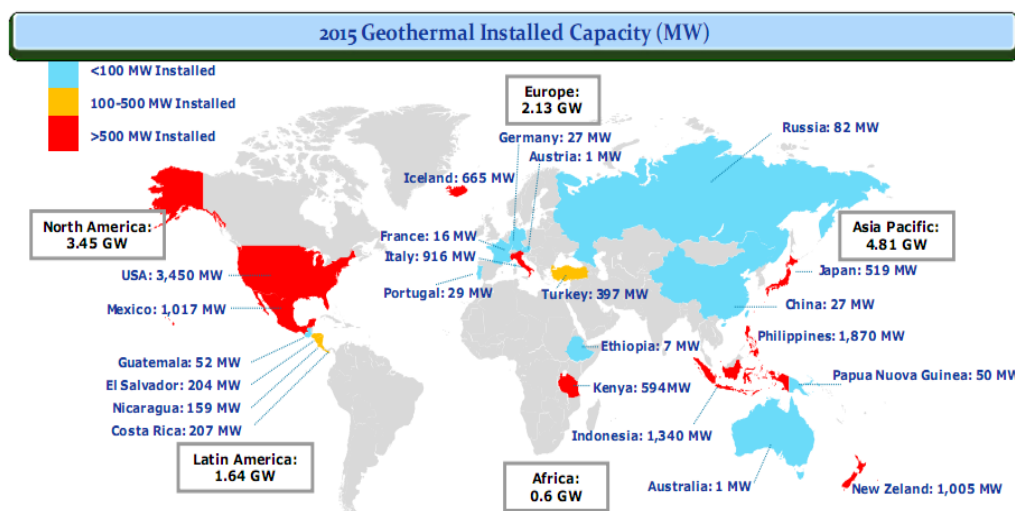 2015 Geothermal Installed Capacity (MW)
<100 MW Installed
100-500 MW Installed
>500 MW Installed
Europe:
2.13 GW
Germany: 27 MW
Austria: 1 MW
Russia: 82 MW
Iceland: 665 MW
North America:
3.45 GW
Asia Pacific:
4.81 GW
France: 16 MW
Italy: 916 MW
Portugal: 29 MW
Turkey: 397 MW
USA: 3,450 MW
Mexico: 1,017 MW
Japan: 519 MW
China: 27 MW
Philippines: 1,870 MW
Guatemala: 52 MW
El Salvador: 204 MW
Nicaragua: 159 MW
Costa Rica: 207 MW
Ethiopia: 7 MW
Kenya: 594MW
Papua Nuova Guinea: 50 MW
Indonesia: 1,340 MW
Latin America:
1.64 GW
Africa:
0.6 GW
Australia: 1 MW
New Zeland: 1,005 MW